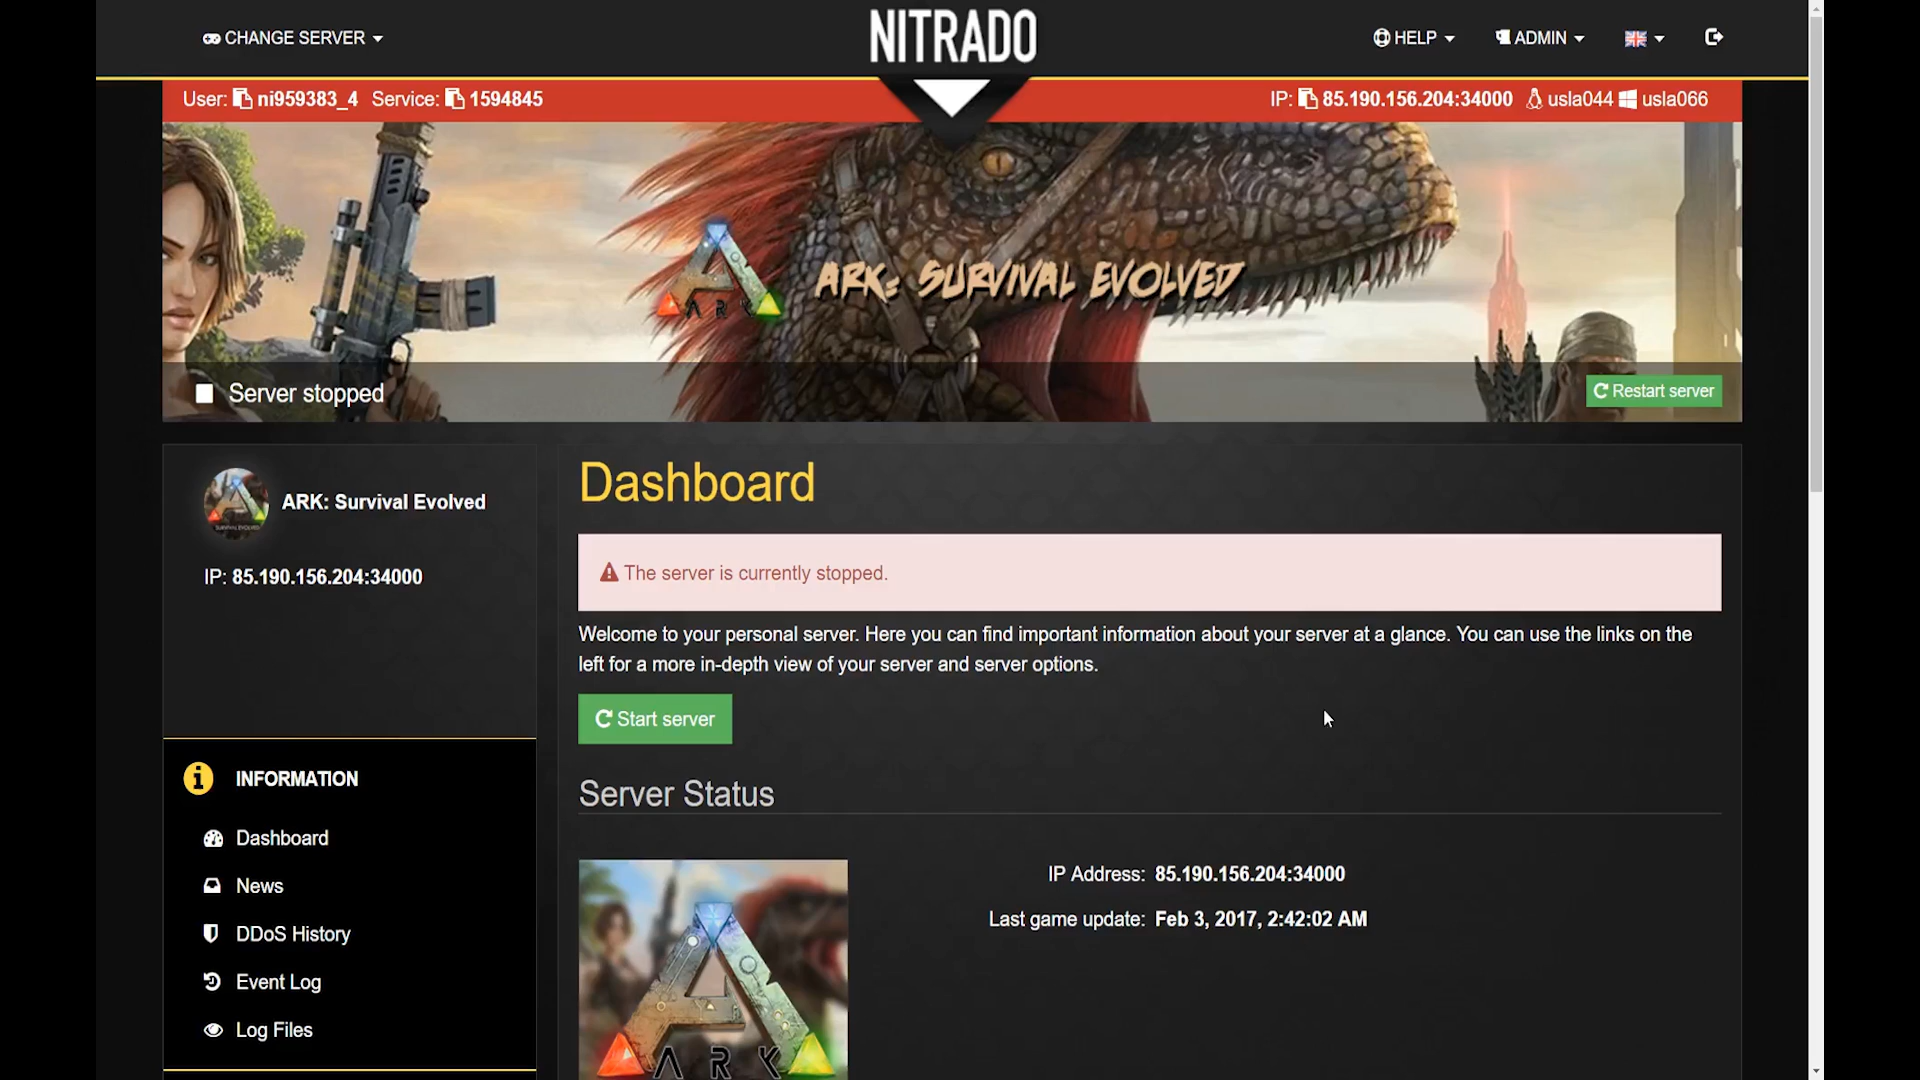 CHANGE SERVER
NITRADO
HELP
ADMIN
User: ni959383_4 Service: 1594845
IP: 85.190.156.204:34000 usla044 usla066
ARK
ARK: SURVIVAL EVOLVED
Server stopped
Restart server
ARK: Survival Evolved
IP: 85.190.156.204:34000
INFORMATION
Dashboard
News
DDoS History
Event Log
Log Files
Dashboard
The server is currently stopped.
Welcome to your personal server. Here you can find important information about your server at a glance. You can use the links on the
left for a more in-depth view of your server and server options.
Start server
Server Status
IP Address: 85.190.156.204:34000
Last game update: Feb 3, 2017, 2:42:02 AM
ARK